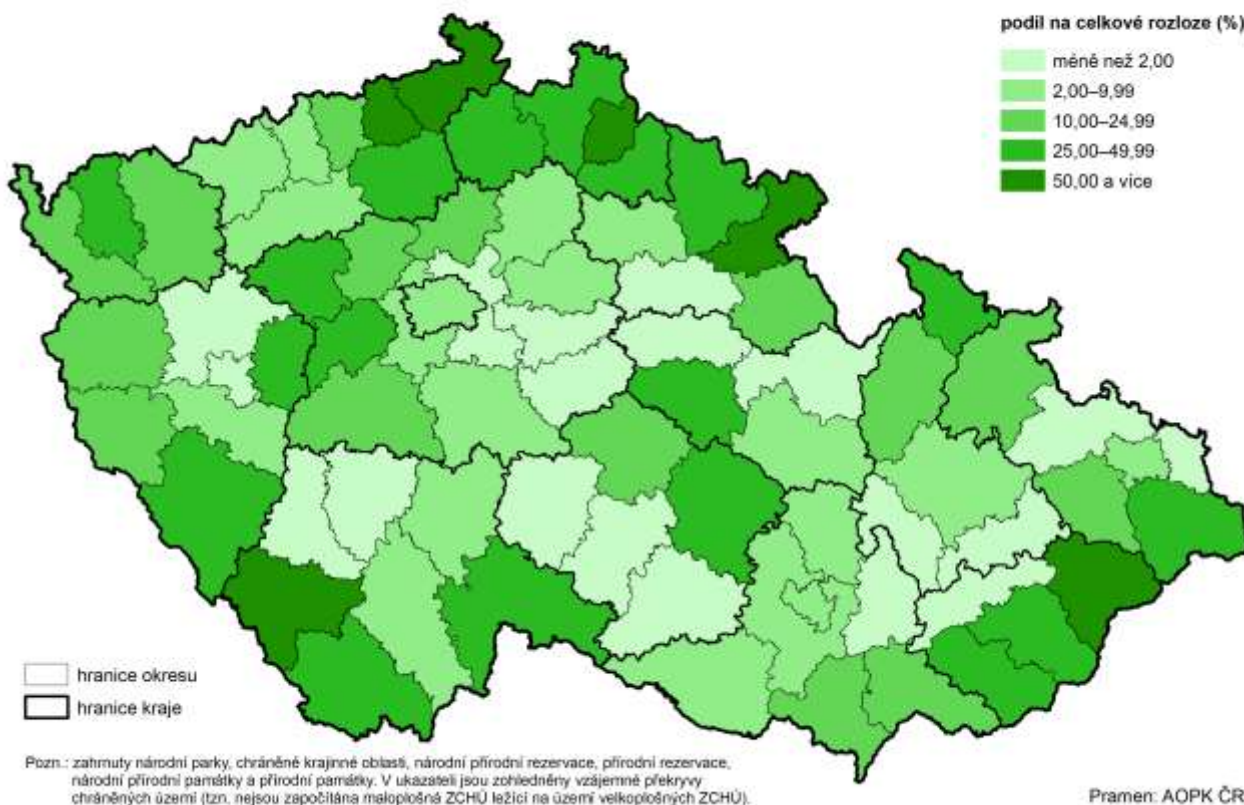 podíl na celkové rozloze (%)
méně než 2,00
2,00–9,99
10,00–24,99
25,00–49,99
50,00 a více
hranice okresu
hranice kraje
Pozn.: zahrnuty národní parky, chráněné krajinné oblasti, národní přírodní rezervace, přírodní rezervace,
národní přírodní památky a přírodní památky. V ukazateli jsou zohledněny vzájemné překryvy
chráněných území (tzn. nejsou započítána maloplošná ZCHÚ ležící na území velkoplošných ZCHÚ).
Pramen: AOPK ČR